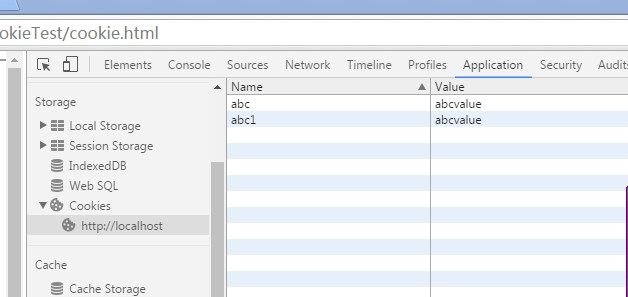 okieTest/cookie.html
Elements Console Sources Network Timeline Profiles Application Security Audits
Storage
Local Storage
Session Storage
IndexedDB
Web SQL
Cookies
http://localhost
Cache
Cache Storage
Name Value
abc abcvalue
abc1 abcvalue